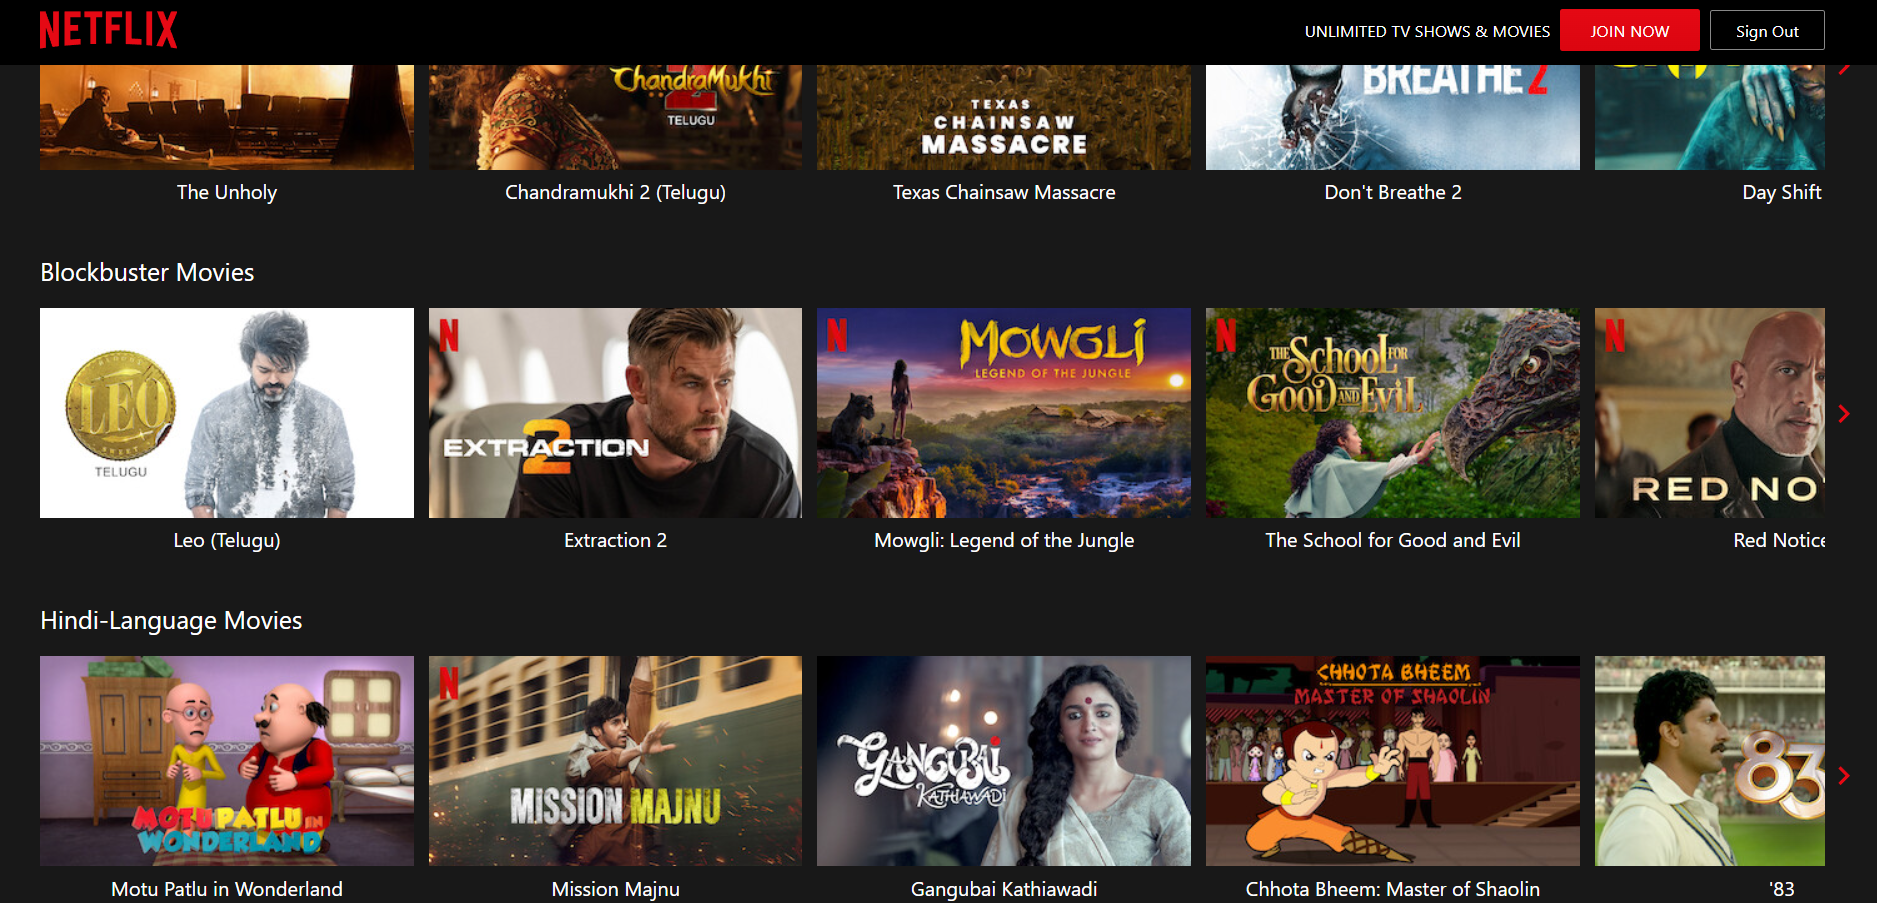 NETFLIX
UNLIMITED TV SHOWS & MOVIES
JOIN NOW
Sign Out
ChandraMukhi
2
TELUGU
TEXAS
CHAINSAW
MASSACRE
BREATHE 2
The Unholy
Chandramukhi 2 (Telugu)
Texas Chainsaw Massacre
Don't Breathe 2
Day Shift
Blockbuster Movies
LEO
SWEET
TELUGU
N
EXTRACTION
2
N
MOWGLI
LEGEND OF THE JUNGLE
N
THE SCHOOL FOR
GOOD AND EVIL
N
RED NO
Leo (Telugu)
Extraction 2
Mowgli: Legend of the Jungle
The School for Good and Evil
Red Notice
Hindi-Language Movies
MOTU PATLU IN
WONDERLAND
N
MISSION MAJNU
GANGUBAI
KATHIAWADI
CHHOTA BHEEM
MASTER OF SHAOLIN
83
Motu Patlu in Wonderland
Mission Majnu
Gangubai Kathiawadi
Chhota Bheem: Master of Shaolin
'83